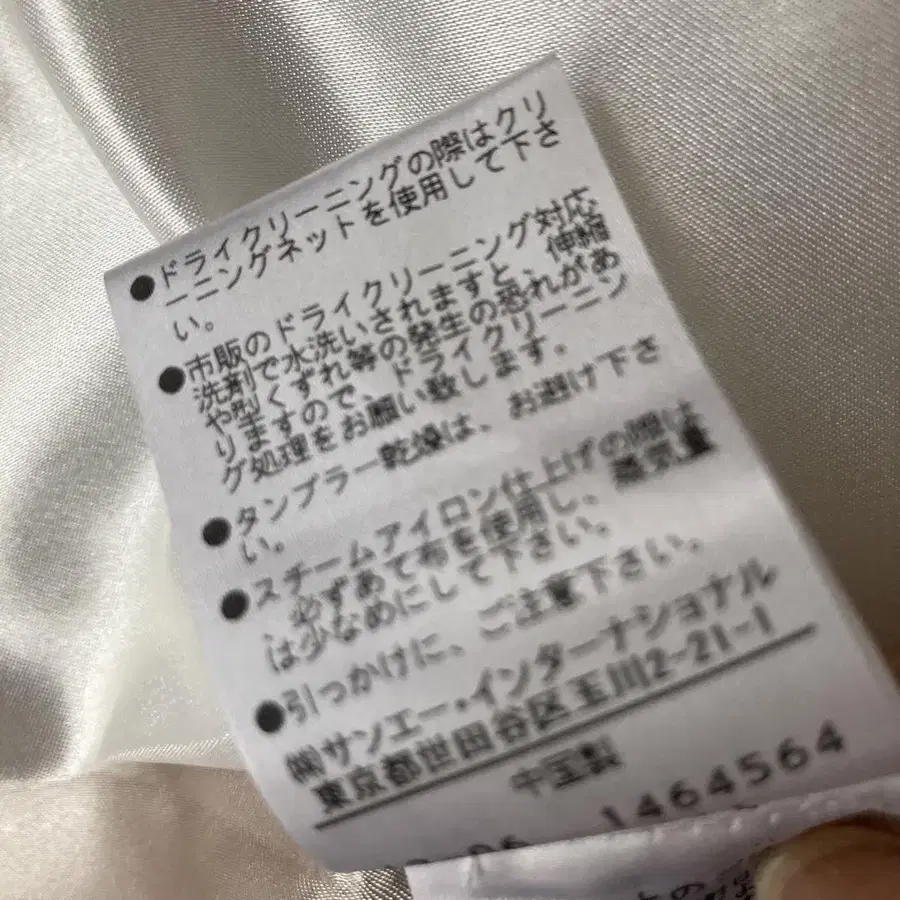 ●ドライクリーニングの際はクリ
ーニングネットを使用して下さ
い。
●市販のドライクリーニング対応
洗剤で水洗いされますと、伸縮
や型くずれ等の発生の恐れがあ
りますので、ドライクリーニン
グ処理をお願い致します。
●タンブラー乾燥は、お避け下さ
い。
●スチームアイロン仕上げの際は
、必ずあて布を使用し、蒸気量
は少なめにして下さい。
●引っかけに、ご注意下さい。
㈱サンエー・インターナショナル
東京都世田谷区玉川2-21-1
中国製
1464564